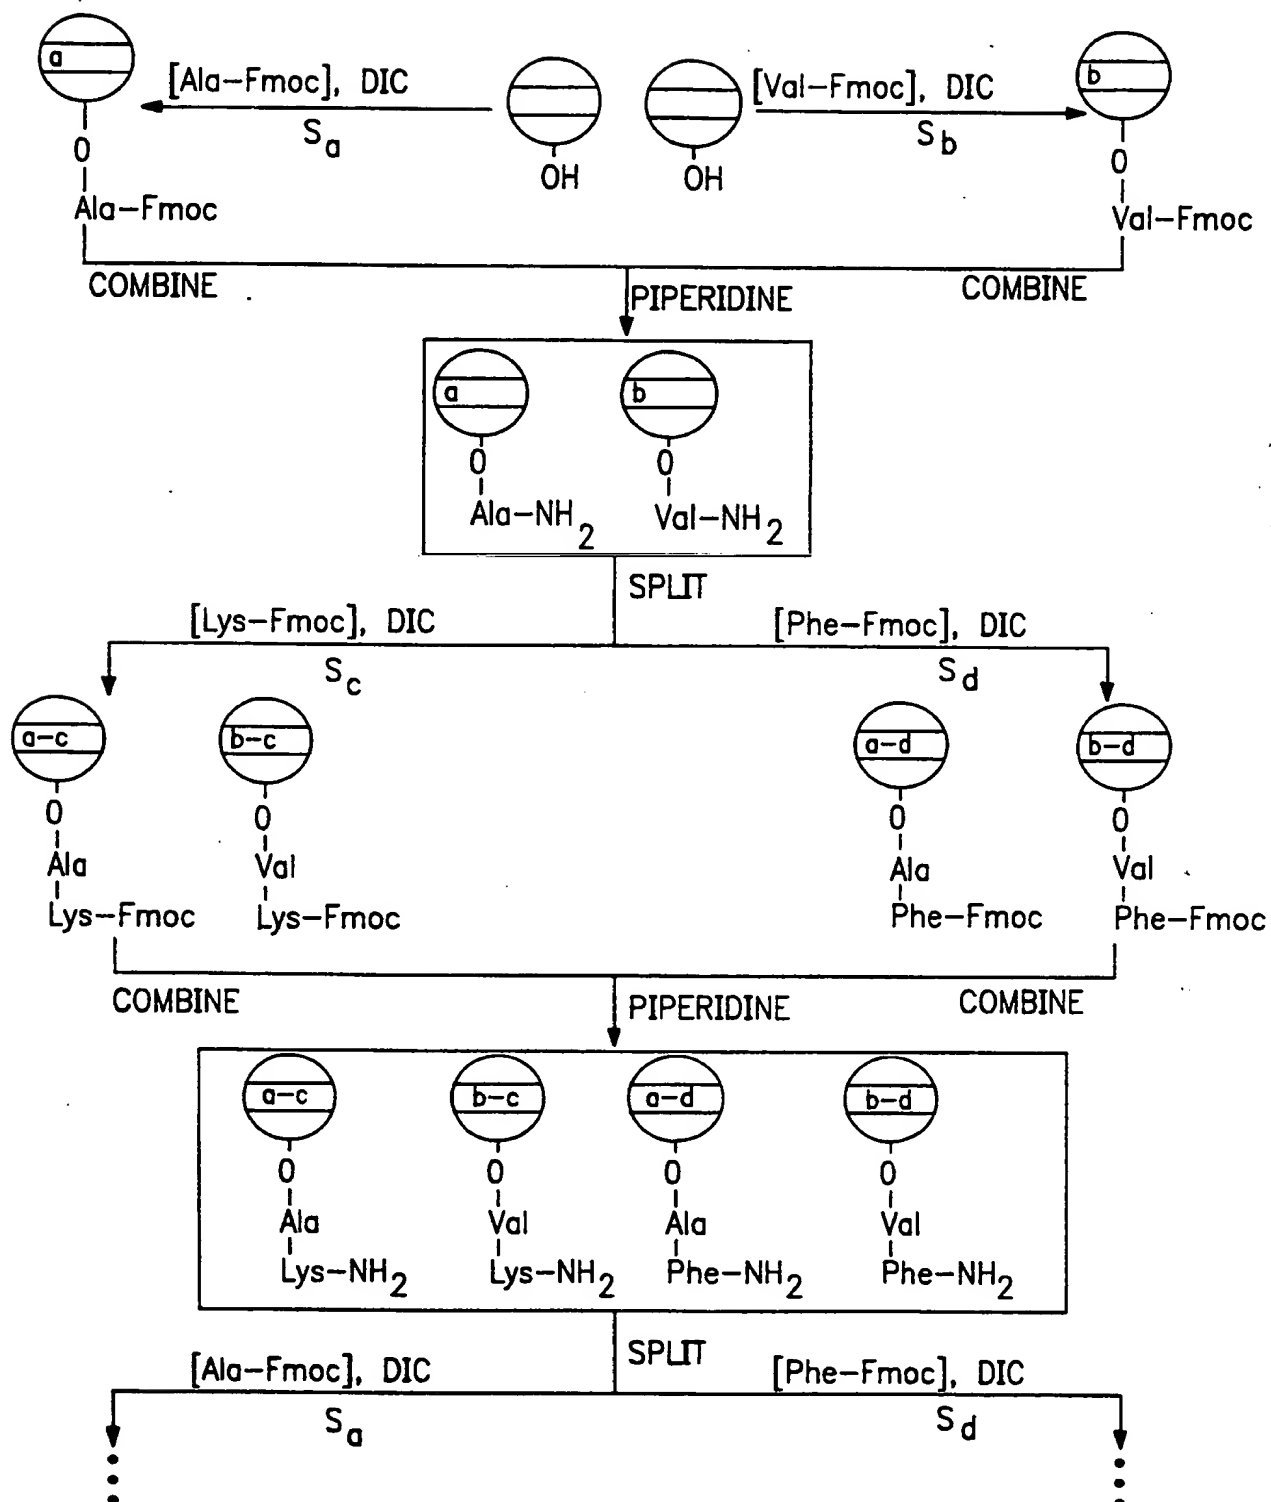 a
[Ala-Fmoc], DIC
[Val-Fmoc], DIC
b
Sa
Sb
O
OH
OH
O
Ala-Fmoc
Val-Fmoc
COMBINE
PIPERIDINE
COMBINE
a
b
O
O
Ala-NH2
Val-NH2
SPLIT
[Lys-Fmoc], DIC
[Phe-Fmoc], DIC
Sc
Sd
a-c
b-c
a-d
b-d
O
O
O
O
Ala
Val
Ala
Val
Lys-Fmoc
Lys-Fmoc
Phe-Fmoc
Phe-Fmoc
COMBINE
PIPERIDINE
COMBINE
a-c
b-c
a-d
b-d
O
O
O
O
Ala
Val
Ala
Val
Lys-NH2
Lys-NH2
Phe-NH2
Phe-NH2
SPLIT
[Ala-Fmoc], DIC
[Phe-Fmoc], DIC
Sa
Sd